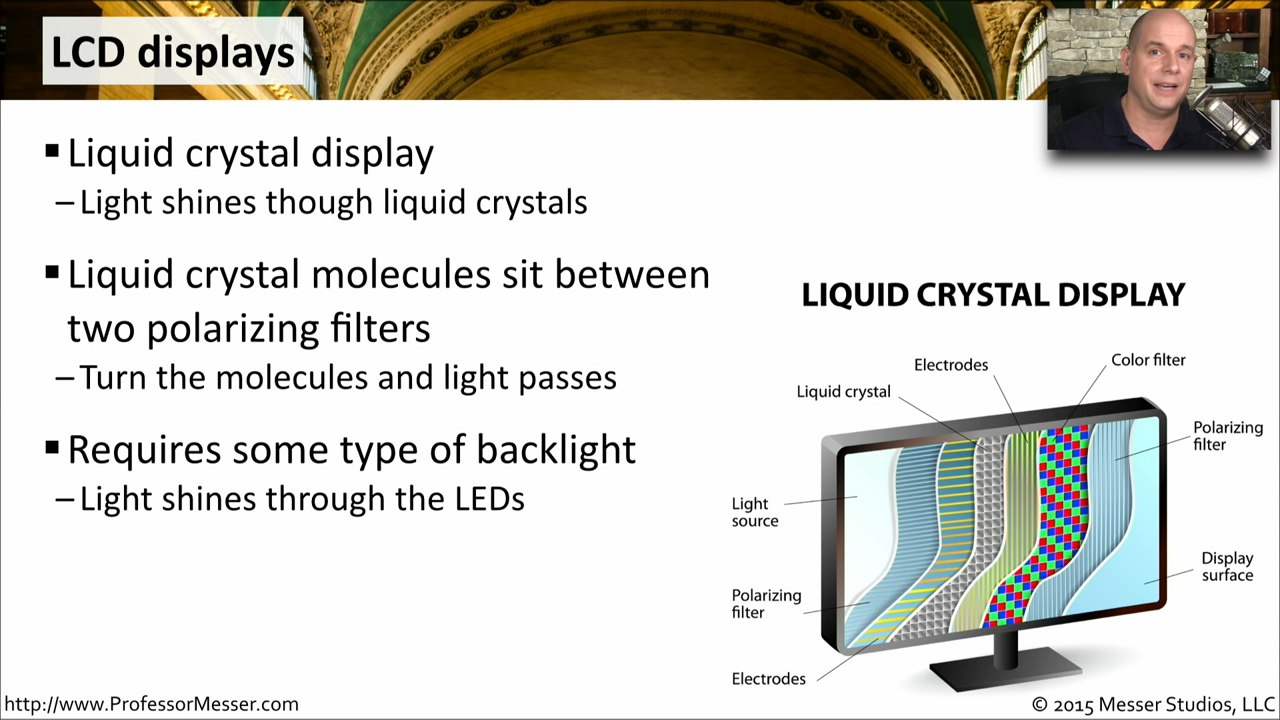 LCD displays
▪ Liquid crystal display
– Light shines though liquid crystals
▪ Liquid crystal molecules sit between
two polarizing filters
– Turn the molecules and light passes
▪ Requires some type of backlight
– Light shines through the LEDs
LIQUID CRYSTAL DISPLAY
Electrodes
Color filter
Liquid crystal
Polarizing
filter
Light
source
Display
surface
Polarizing
filter
Electrodes
http://www.ProfessorMesser.com
© 2015 Messer Studios, LLC